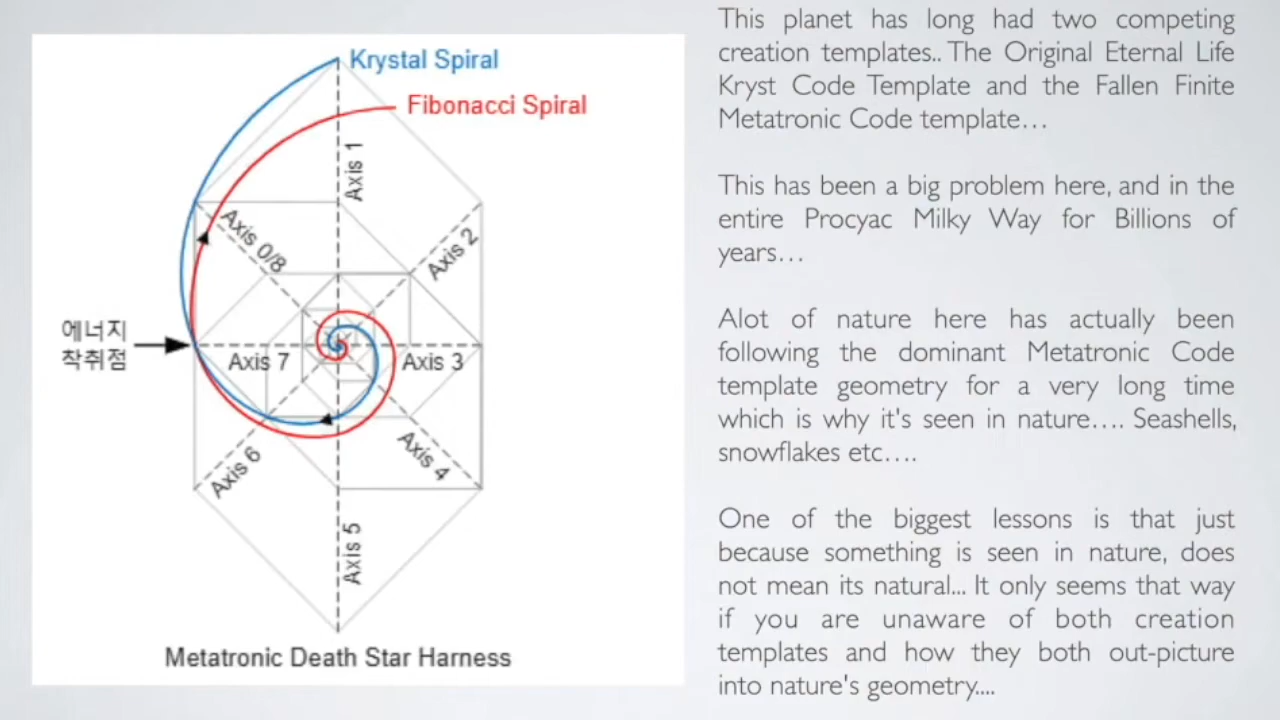 Krystal Spiral
Fibonacci Spiral
Axis 1
Axis 0/8
Axis 2
에너지
착취점
Axis 7
Axis 3
Axis 6
Axis 4
Axis 5
Metatronic Death Star Harness
This planet has long had two competing
creation templates.. The Original Eternal Life
Kryst Code Template and the Fallen Finite
Metatronic Code template…
This has been a big problem here, and in the
entire Procyac Milky Way for Billions of
years…
Alot of nature here has actually been
following the dominant Metatronic Code
template geometry for a very long time
which is why it's seen in nature…. Seashells,
snowflakes etc….
One of the biggest lessons is that just
because something is seen in nature, does
not mean its natural... It only seems that way
if you are unaware of both creation
templates and how they both out-picture
into nature's geometry....